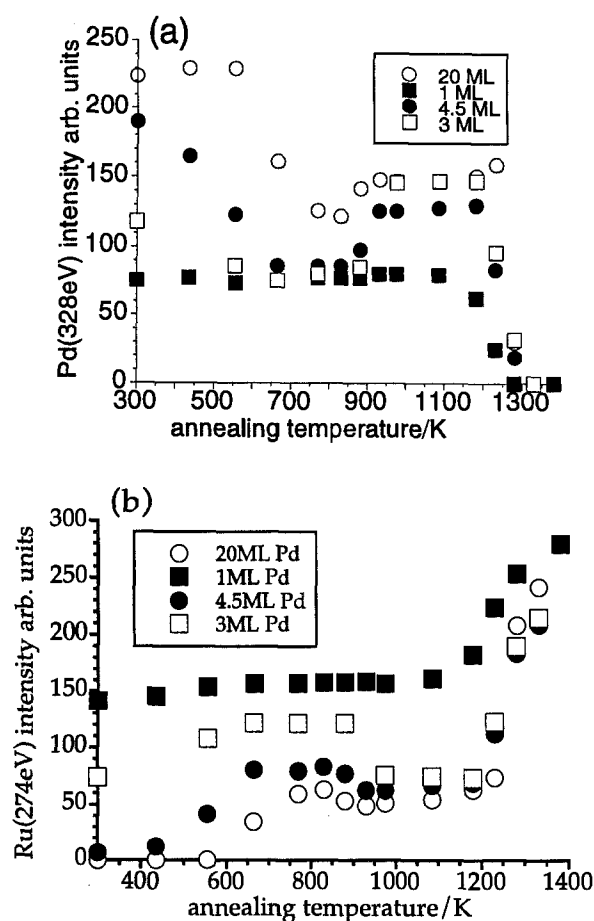 (a)
250
200
150
100
50
0
Pd(328eV) intensity arb. units
20 ML
1 ML
4.5 ML
3 ML
300 500 700 900 1100 1300
annealing temperature/K
(b)
300
250
200
150
100
50
0
Ru(274eV) intensity arb. units
20ML Pd
1ML Pd
4.5ML Pd
3ML Pd
400 600 800 1000 1200 1400
annealing temperature/K